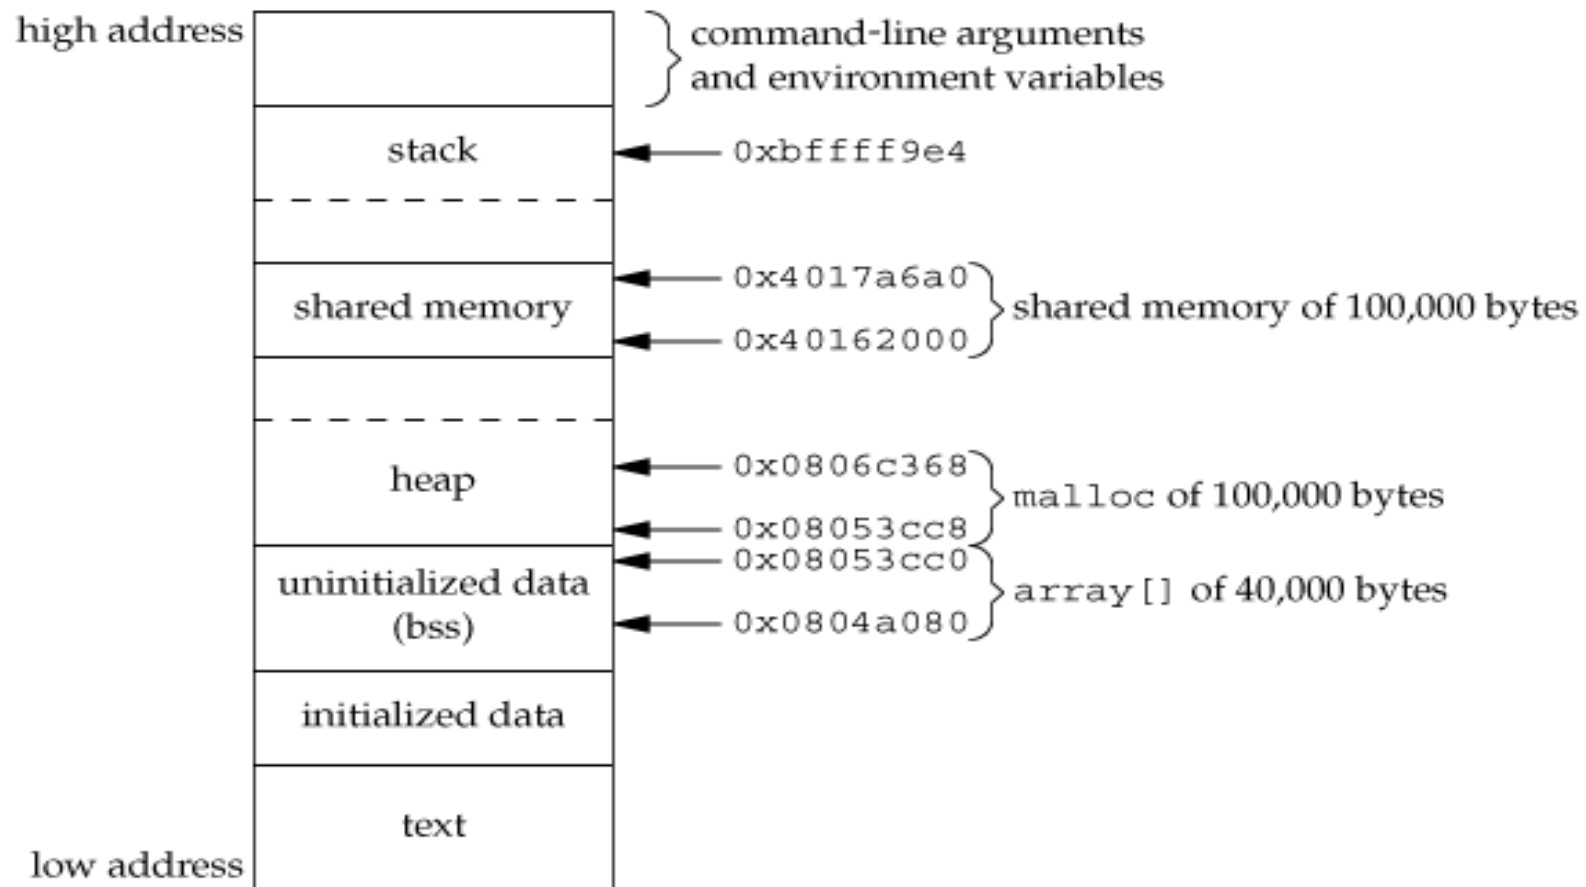 high address
command-line arguments
and environment variables
stack
0xbffff9e4
0x4017a6a0
shared memory
shared memory of 100,000 bytes
0x40162000
0x0806c368
heap
malloc of 100,000 bytes
0x08053cc8
0x08053cc0
uninitialized data
(bss)
array[] of 40,000 bytes
0x0804a080
initialized data
text
low address